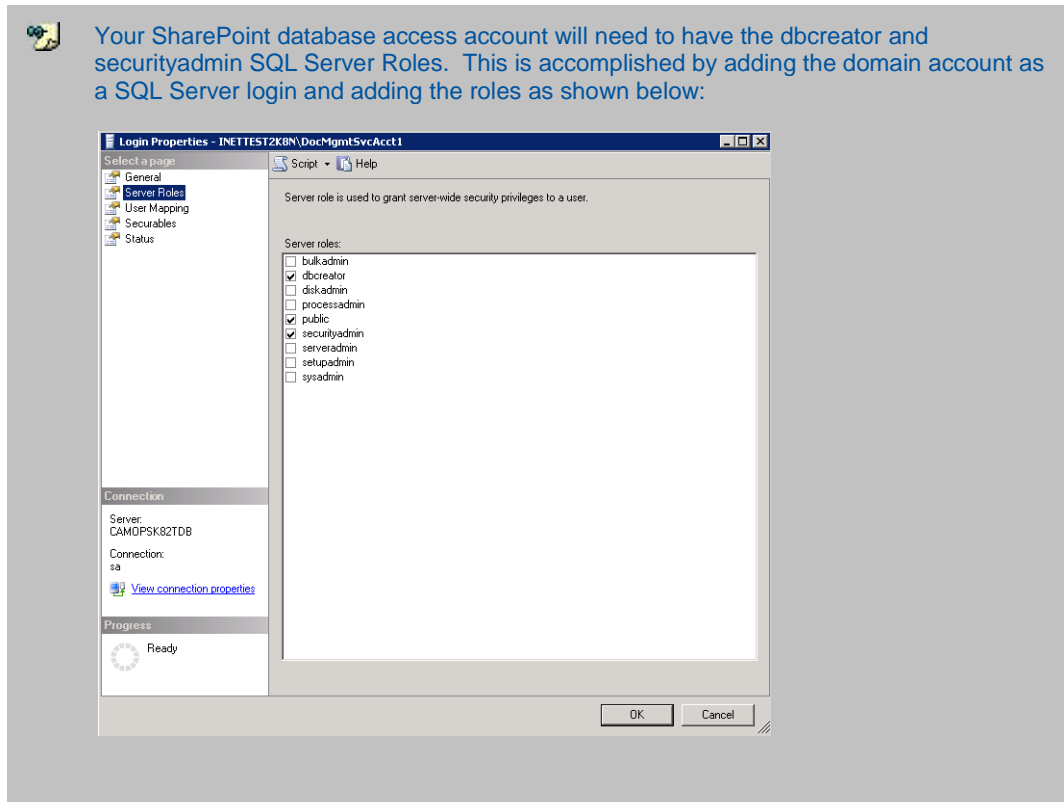 Your SharePoint database access account will need to have the dbcreator and
securityadmin SQL Server Roles.  This is accomplished by adding the domain account as
a SQL Server login and adding the roles as shown below:
Login Properties - INETTEST2K8N\DocMgmtSvcAcct1
Select a page
General
Server Roles
User Mapping
Securables
Status
Script
Help
Server role is used to grant server-wide security privileges to a user.
Server roles:
bulkadmin
dbcreator
diskadmin
processadmin
public
securityadmin
serveradmin
setupadmin
sysadmin
Connection
Server:
CAMOPSK82TDB
Connection:
sa
View connection properties
Progress
Ready
OK
Cancel